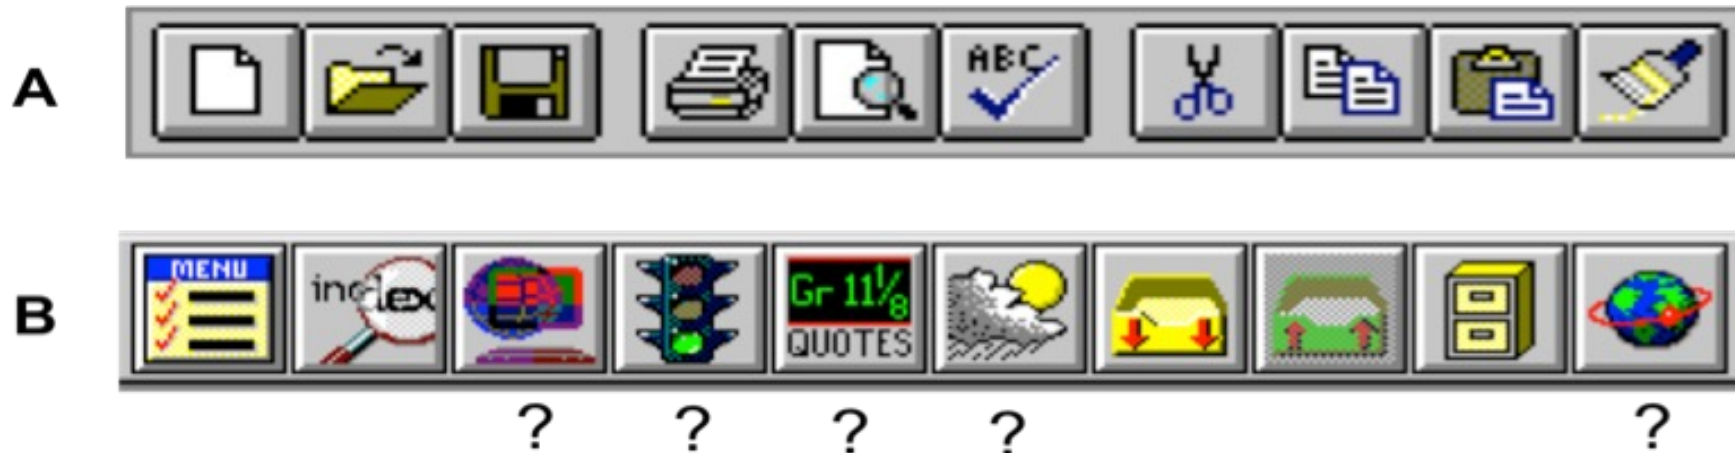 A
ABC
B
MENU
index
Gr 11⅛
QUOTES
? ? ? ? ?